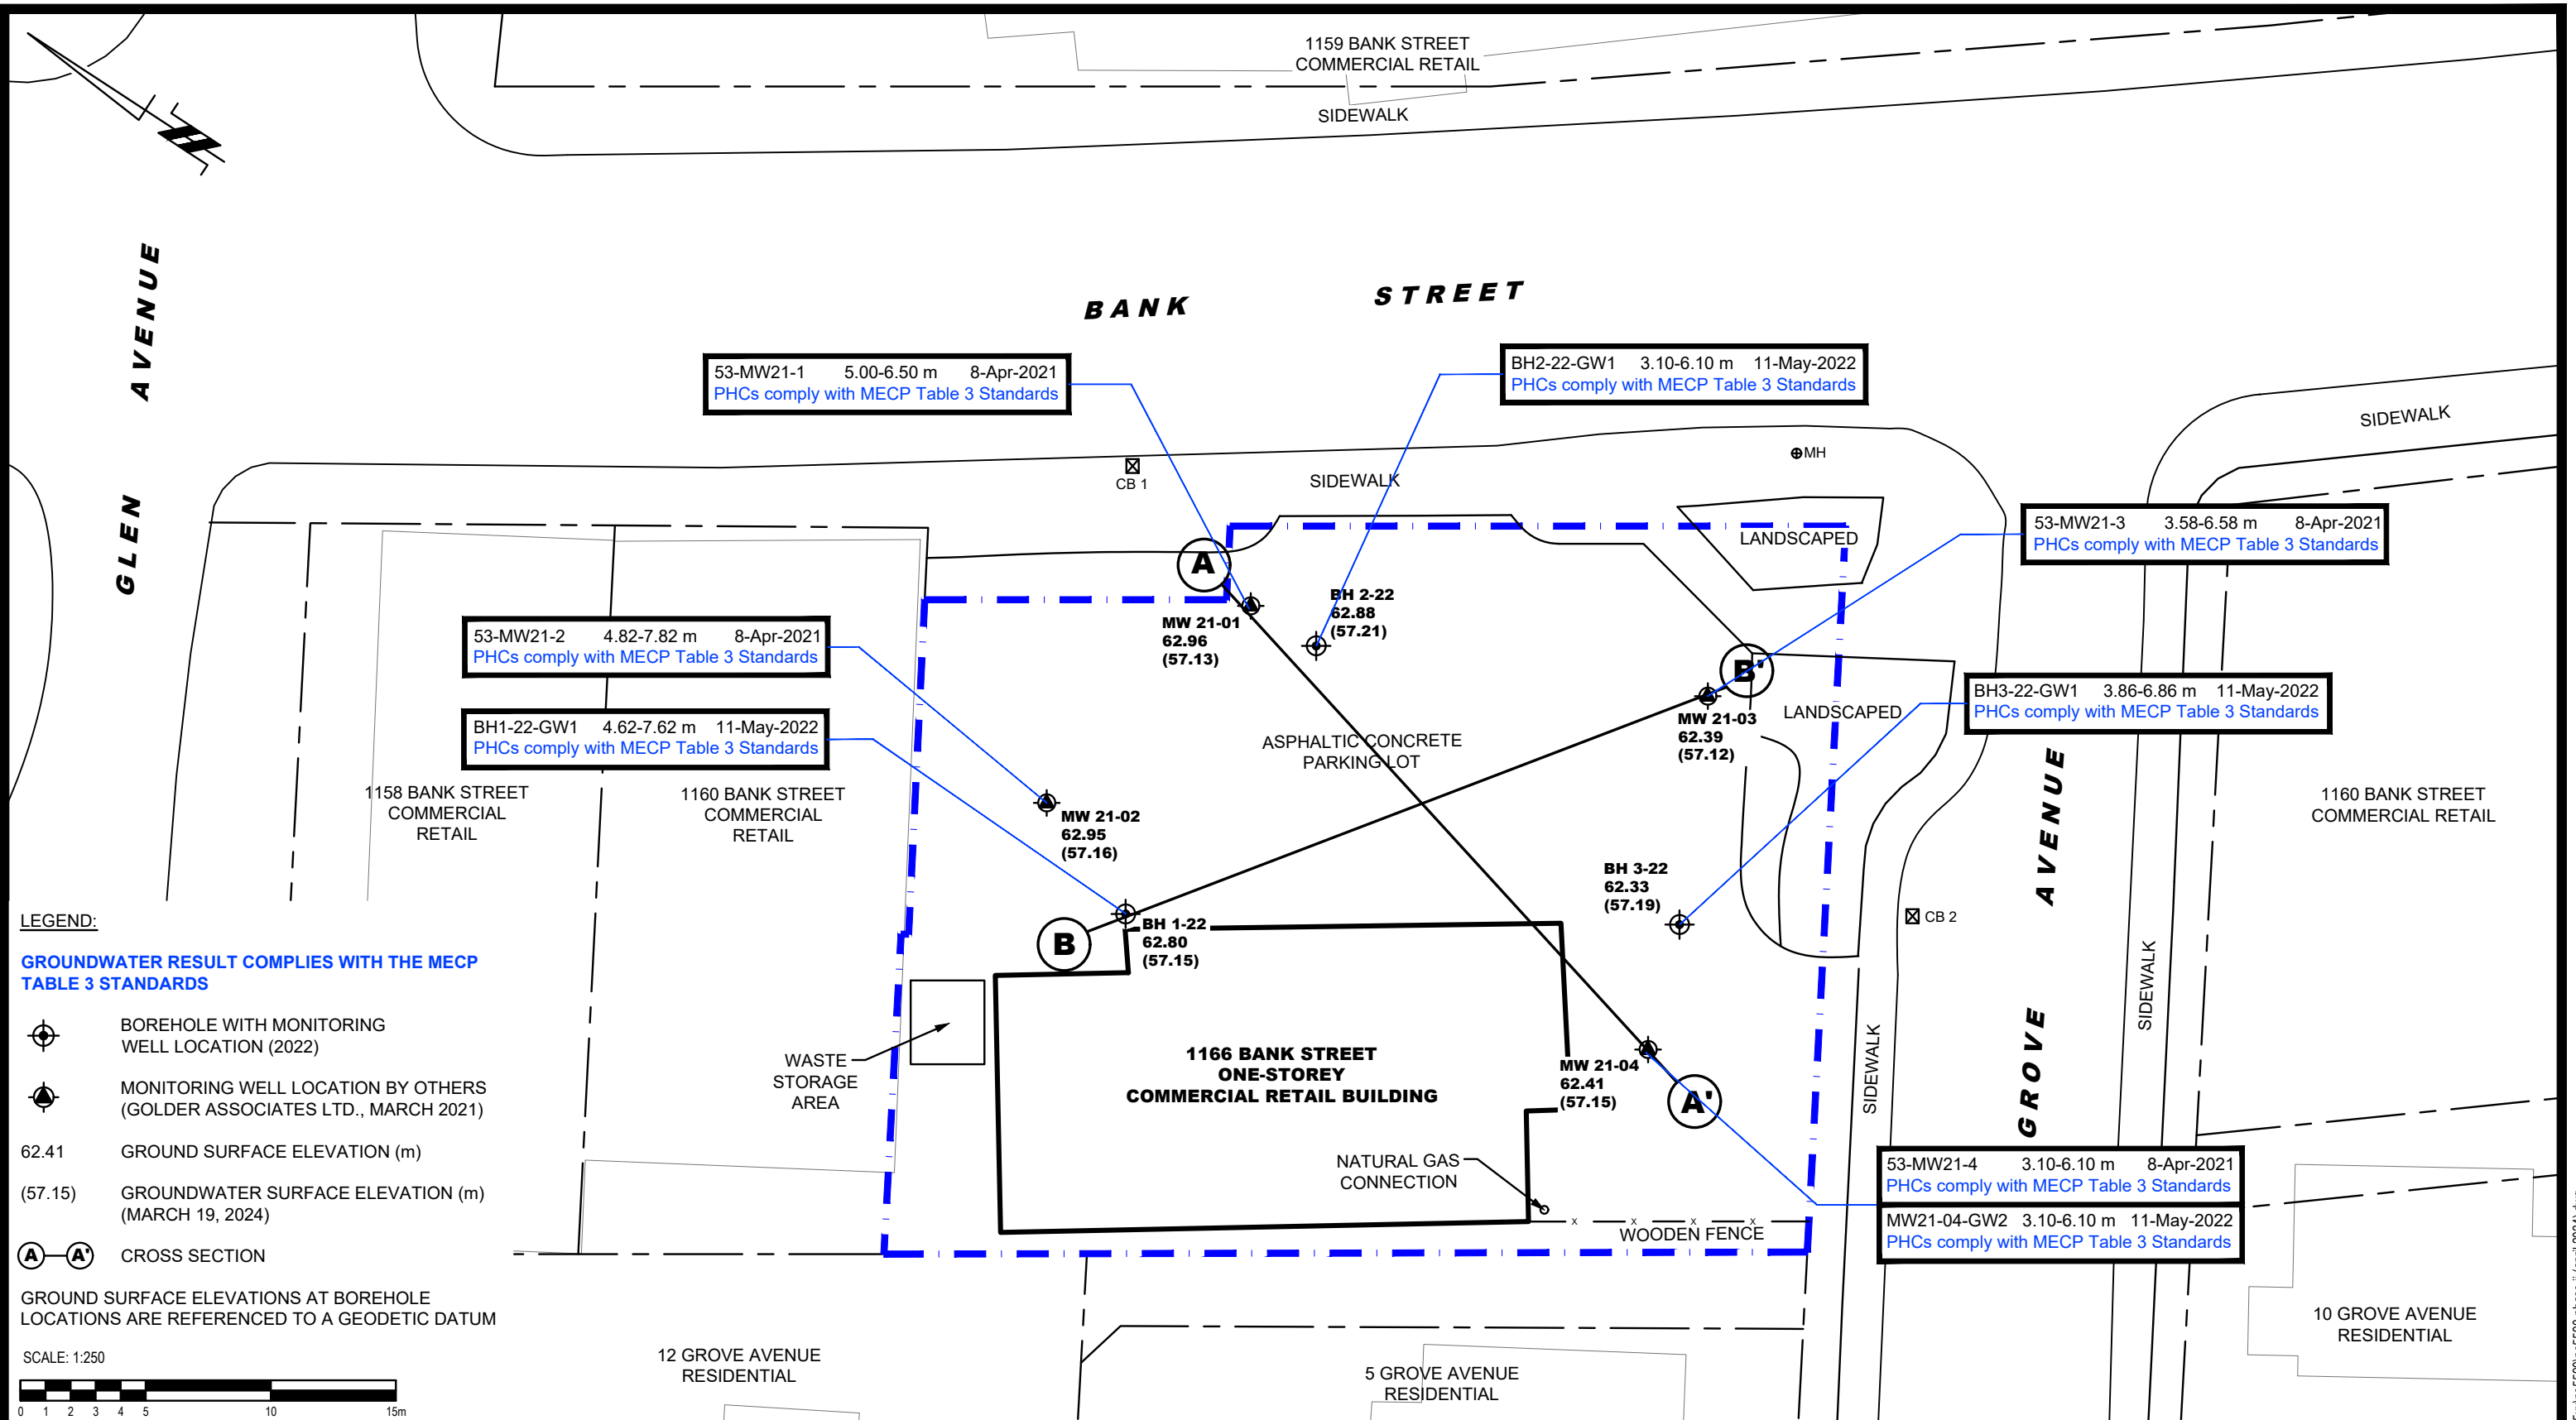 1159 BANK STREET
COMMERCIAL RETAIL
SIDEWALK
GLEN AVENUE
BANK STREET
53-MW21-1 5.00-6.50 m 8-Apr-2021
PHCs comply with MECP Table 3 Standards
BH2-22-GW1 3.10-6.10 m 11-May-2022
PHCs comply with MECP Table 3 Standards
SIDEWALK
MH
CB 1
SIDEWALK
LANDSCAPED
53-MW21-3 3.58-6.58 m 8-Apr-2021
PHCs comply with MECP Table 3 Standards
A
BH 2-22
62.88
(57.21)
MW 21-01
62.96
(57.13)
53-MW21-2 4.82-7.82 m 8-Apr-2021
PHCs comply with MECP Table 3 Standards
B'
BH3-22-GW1 3.86-6.86 m 11-May-2022
PHCs comply with MECP Table 3 Standards
BH1-22-GW1 4.62-7.62 m 11-May-2022
PHCs comply with MECP Table 3 Standards
MW 21-03
62.39
(57.12)
LANDSCAPED
ASPHALTIC CONCRETE
PARKING LOT
1158 BANK STREET
COMMERCIAL
RETAIL
1160 BANK STREET
COMMERCIAL
RETAIL
MW 21-02
62.95
(57.16)
1160 BANK STREET
COMMERCIAL RETAIL
GROVE AVENUE
BH 3-22
62.33
(57.19)
CB 2
B
BH 1-22
62.80
(57.15)
SIDEWALK
SIDEWALK
WASTE
STORAGE
AREA
1166 BANK STREET
ONE-STOREY
COMMERCIAL RETAIL BUILDING
MW 21-04
62.41
(57.15)
A'
NATURAL GAS
CONNECTION
x x x x
WOODEN FENCE
53-MW21-4 3.10-6.10 m 8-Apr-2021
PHCs comply with MECP Table 3 Standards
MW21-04-GW2 3.10-6.10 m 11-May-2022
PHCs comply with MECP Table 3 Standards
12 GROVE AVENUE
RESIDENTIAL
5 GROVE AVENUE
RESIDENTIAL
10 GROVE AVENUE
RESIDENTIAL
LEGEND:
GROUNDWATER RESULT COMPLIES WITH THE MECP
TABLE 3 STANDARDS
BOREHOLE WITH MONITORING
WELL LOCATION (2022)
MONITORING WELL LOCATION BY OTHERS
(GOLDER ASSOCIATES LTD., MARCH 2021)
62.41 GROUND SURFACE ELEVATION (m)
(57.15) GROUNDWATER SURFACE ELEVATION (m)
(MARCH 19, 2024)
A A' CROSS SECTION
GROUND SURFACE ELEVATIONS AT BOREHOLE
LOCATIONS ARE REFERENCED TO A GEODETIC DATUM
SCALE: 1:250
0 1 2 3 4 5 10 15m